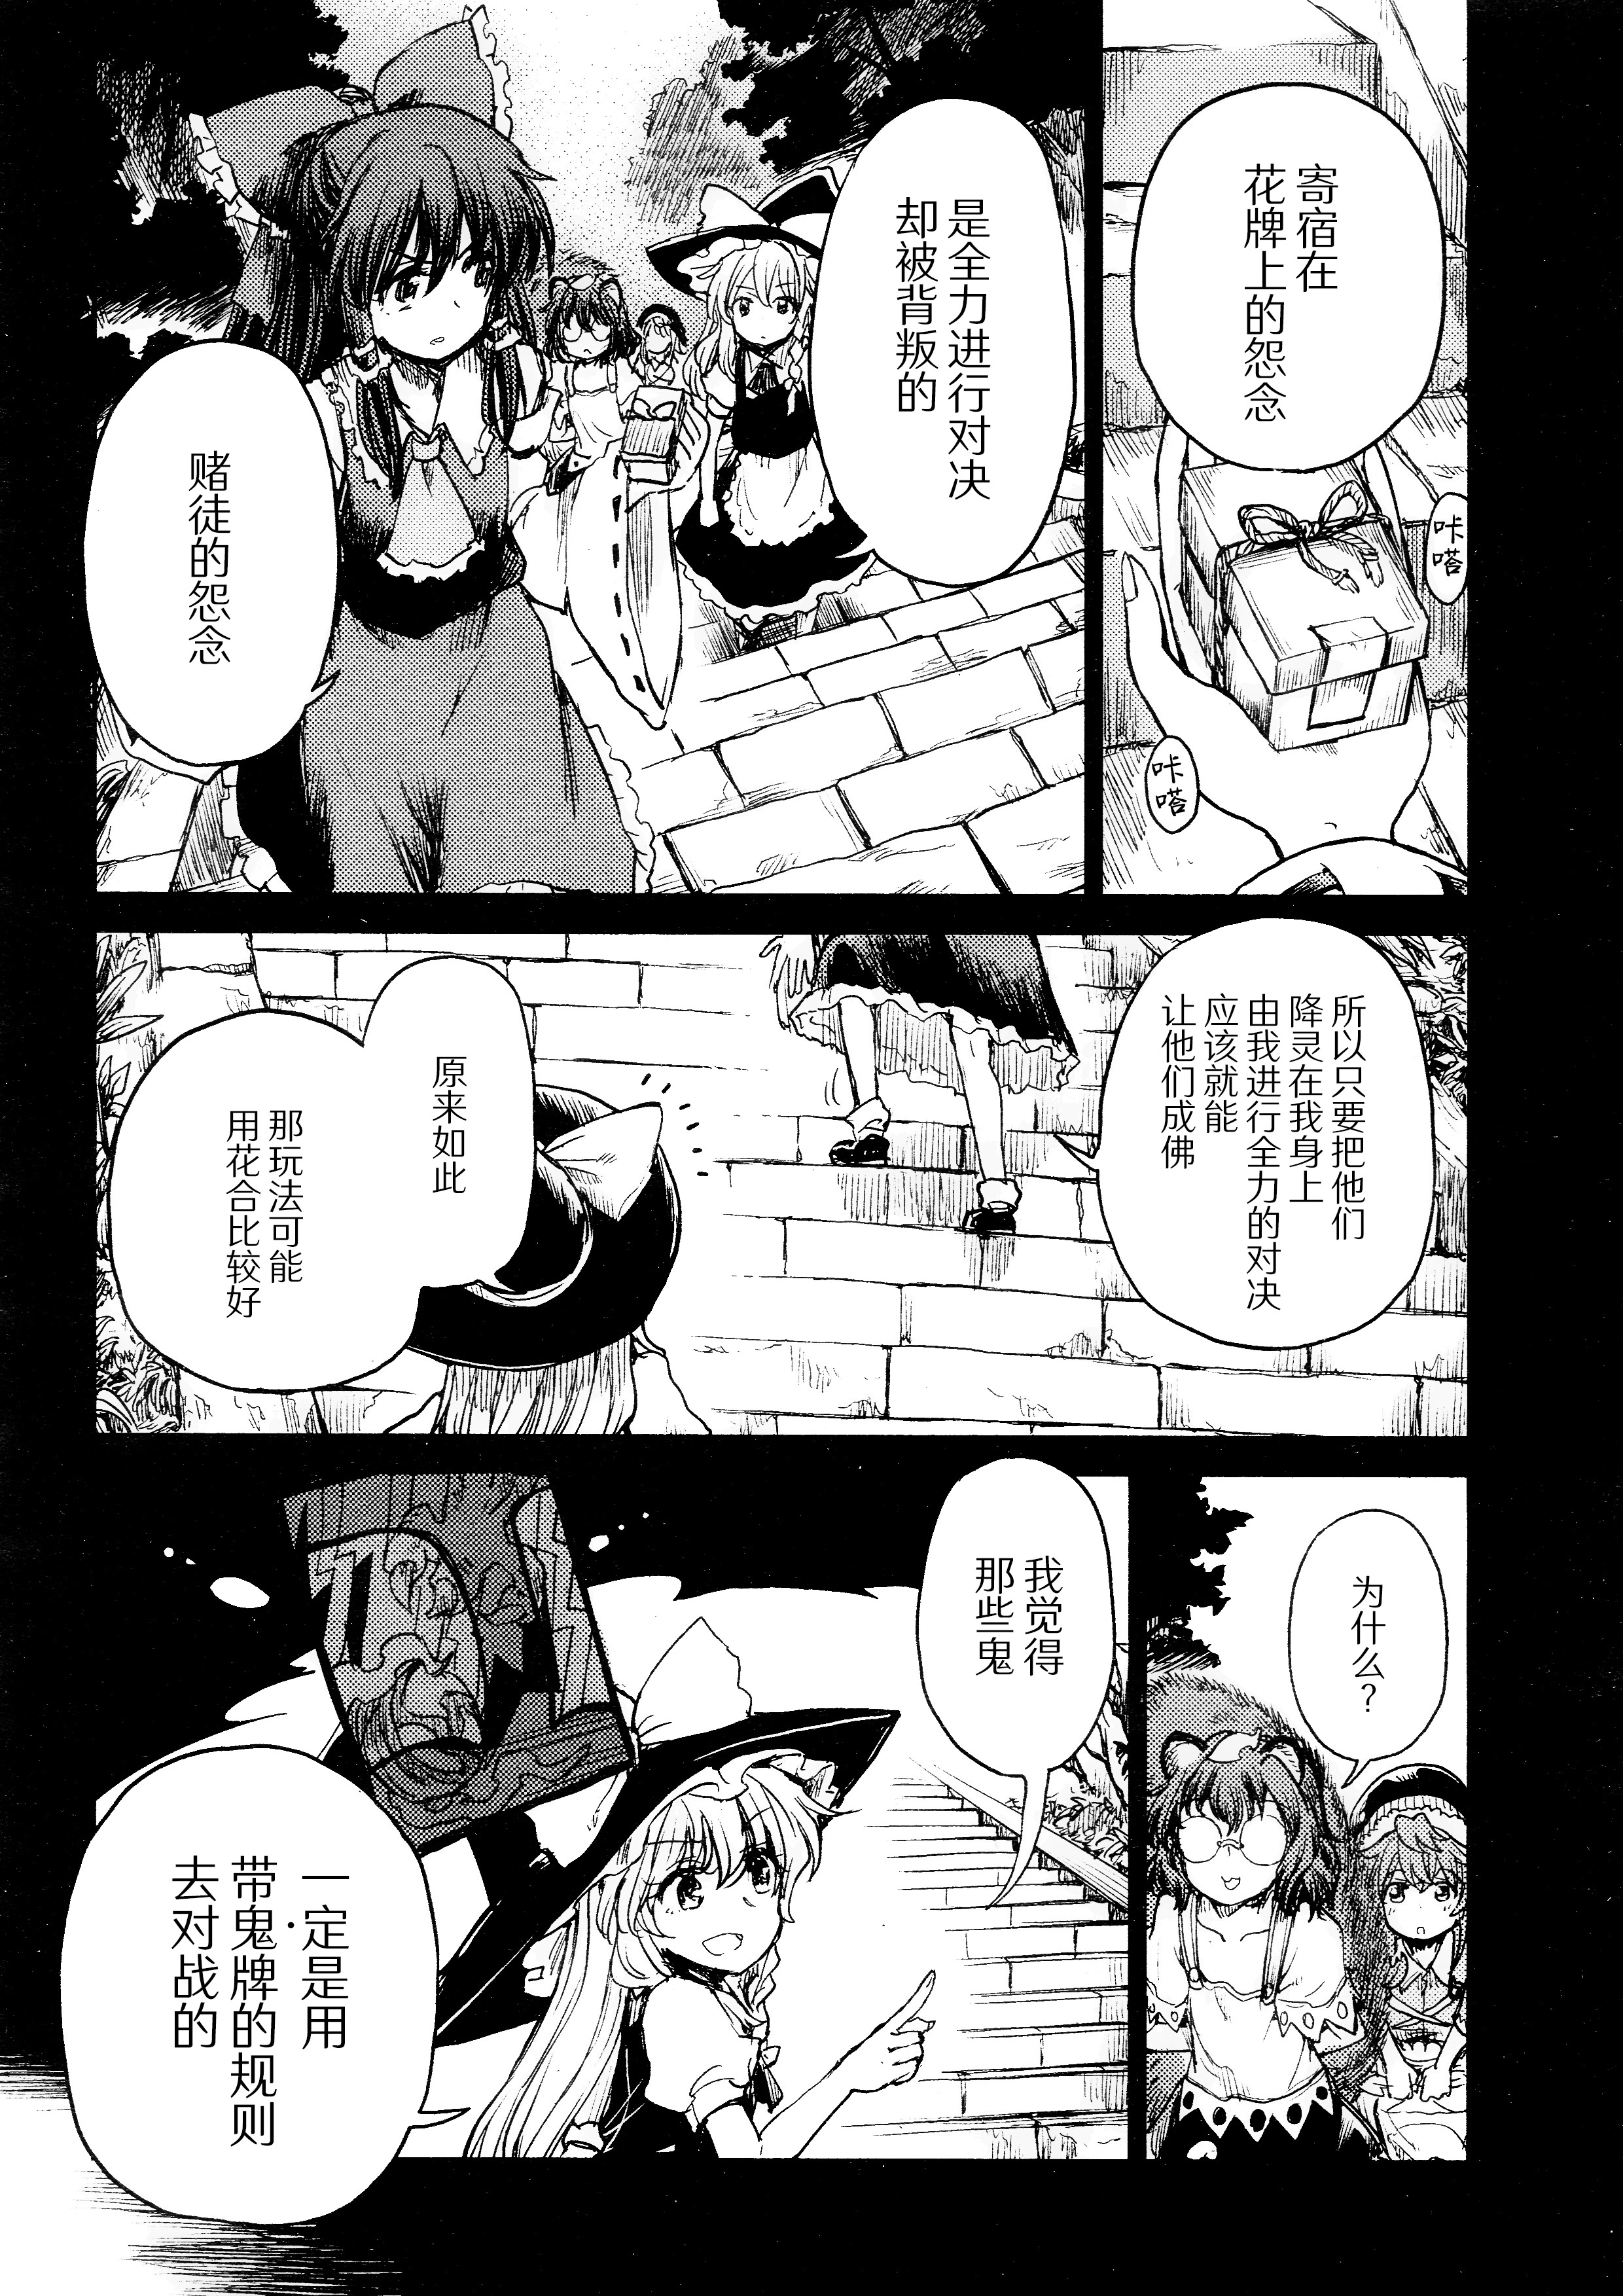 寄宿在
花牌上的怨念
咔嗒
咔嗒
是全力进行对决
却被背叛的
赌徒的怨念
所以只要把他们
降灵在我身上
由我进行全力的对决
应该就能
让他们成佛
原来如此
那玩法可能
用花合比较好
为什么？
我觉得
那些鬼
一定是用
带鬼牌的规则
去对战的